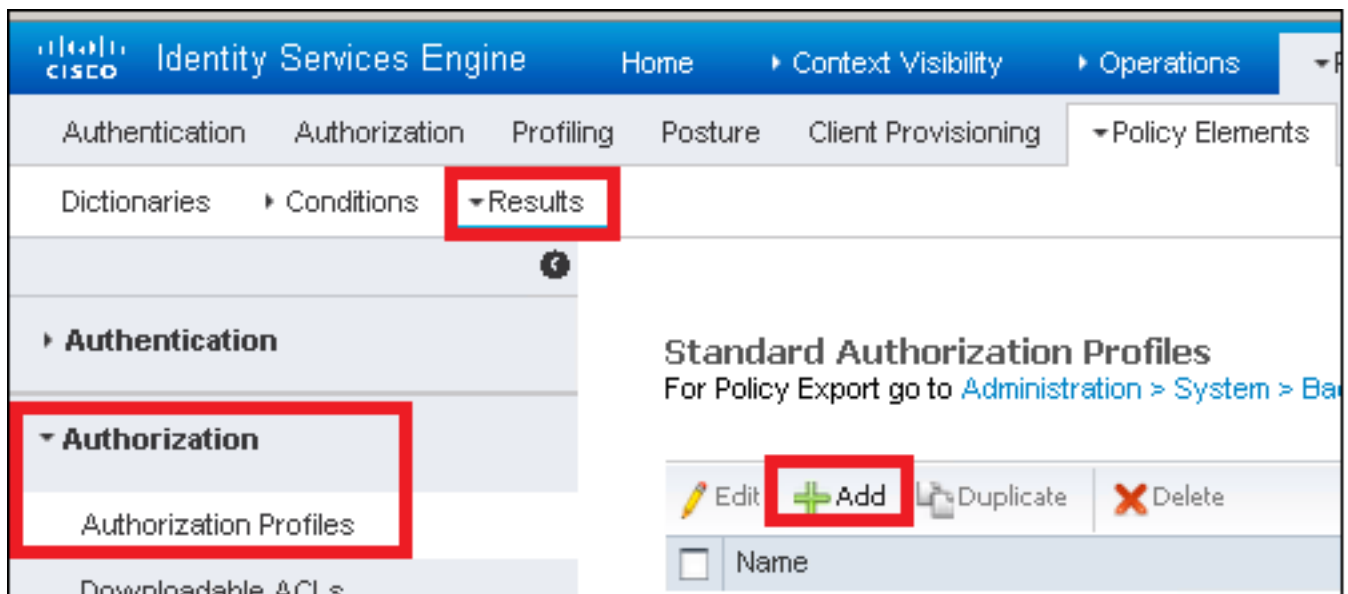 CISCO Identity Services Engine Home Context Visibility Operations
Authentication Authorization Profiling Posture Client Provisioning Policy Elements
Dictionaries Conditions Results
Authentication
Standard Authorization Profiles
For Policy Export go to Administration > System >
Authorization
Edit Add Duplicate Delete
Authorization Profiles
Name
Downloadable ACLs